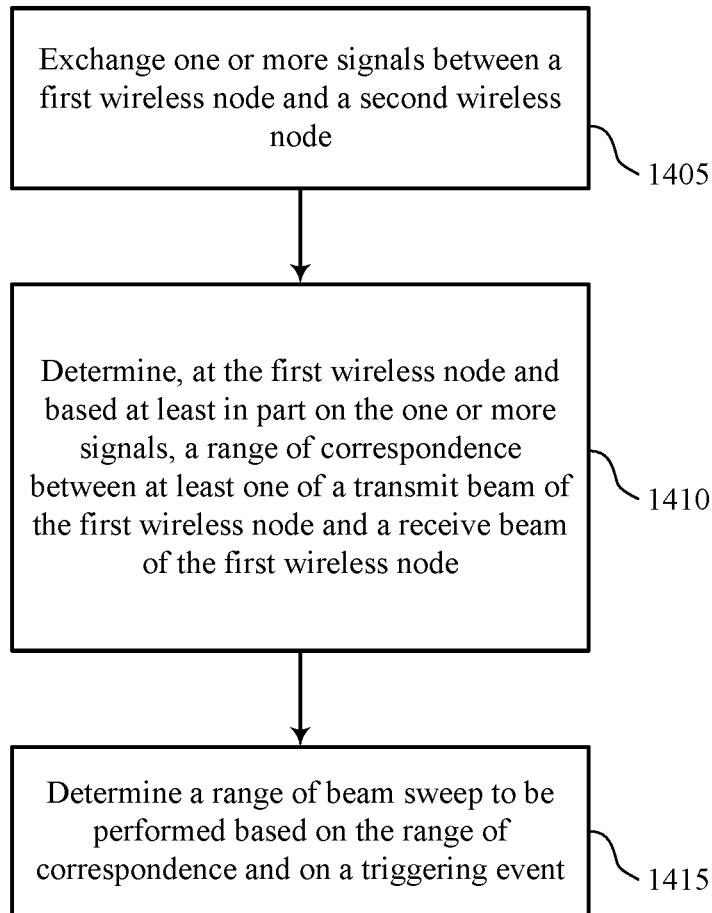 Exchange one or more signals between a
first wireless node and a second wireless
node
1405
Determine, at the first wireless node and
based at least in part on the one or more
signals, a range of correspondence
between at least one of a transmit beam of
the first wireless node and a receive beam
of the first wireless node
1410
Determine a range of beam sweep to be
performed based on the range of
correspondence and on a triggering event
1415